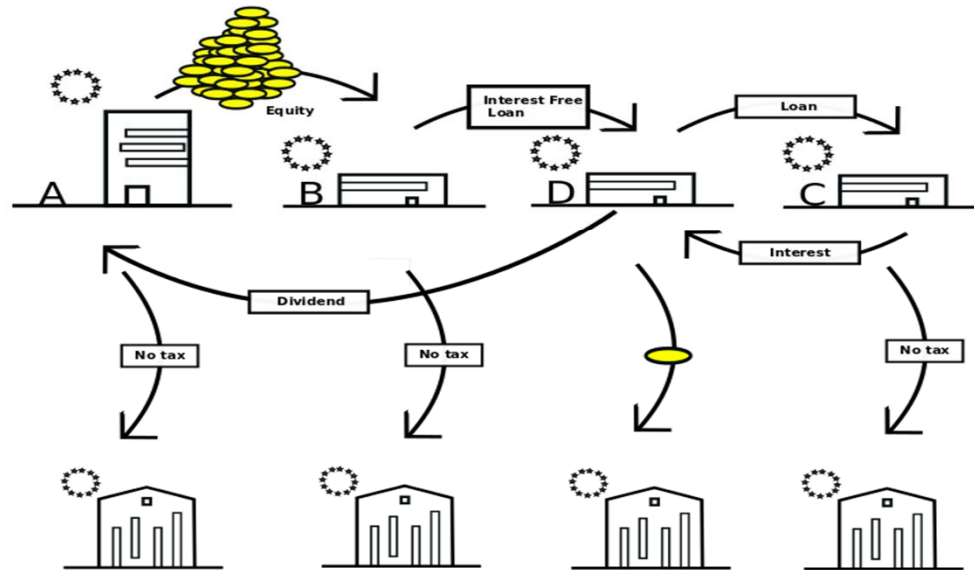 Equity
Interest Free
Loan
Loan
A
B
D
C
Interest
Dividend
No tax
No tax
No tax